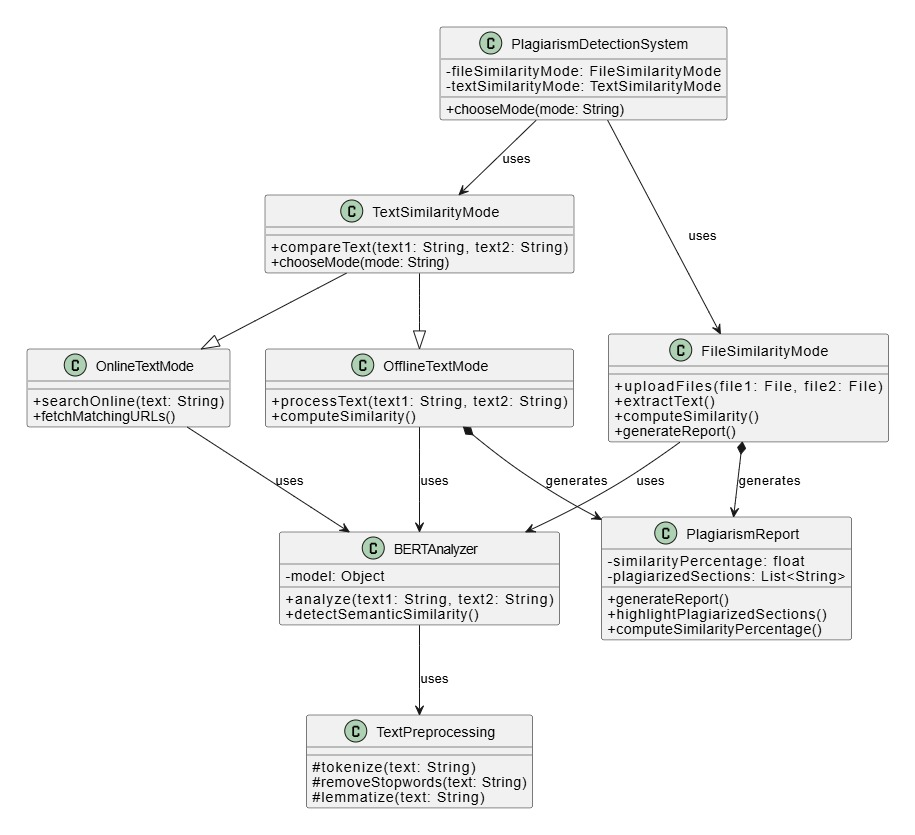 C PlagiarismDetectionSystem
-fileSimilarityMode: FileSimilarityMode
-textSimilarityMode: TextSimilarityMode
+chooseMode(mode: String)
uses
uses
C TextSimilarityMode
+compareText(text1: String, text2: String)
+chooseMode(mode: String)
C OnlineTextMode
+searchOnline(text: String)
+fetchMatchingURLs()
C OfflineTextMode
+processText(text1: String, text2: String)
+computeSimilarity()
C FileSimilarityMode
+uploadFiles(file1: File, file2: File)
+extractText()
+computeSimilarity()
+generateReport()
uses
uses
generates
uses
generates
C BERTAnalyzer
-model: Object
+analyze(text1: String, text2: String)
+detectSemanticSimilarity()
C PlagiarismReport
-similarityPercentage: float
-plagiarizedSections: List<String>
+generateReport()
+highlightPlagiarizedSections()
+computeSimilarityPercentage()
uses
C TextPreprocessing
#tokenize(text: String)
#removeStopwords(text: String)
#lemmatize(text: String)